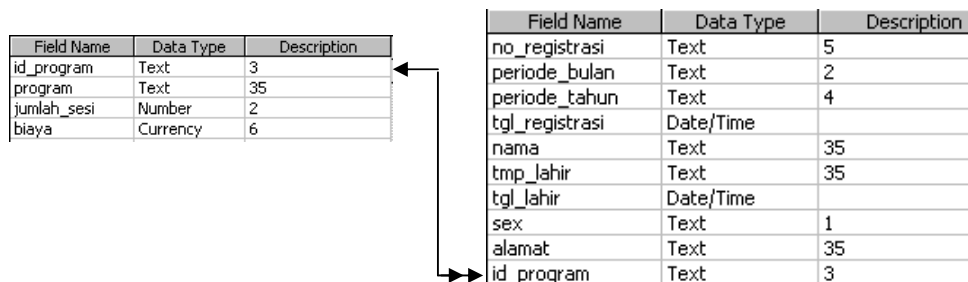 Field Name Data Type Description
id_program Text 3
program Text 35
jumlah_sesi Number 2
biaya Currency 6
Field Name Data Type Description
no_registrasi Text 5
periode_bulan Text 2
periode_tahun Text 4
tgl_registrasi Date/Time
nama Text 35
tmp_lahir Text 35
tgl_lahir Date/Time
sex Text 1
alamat Text 35
id_program Text 3